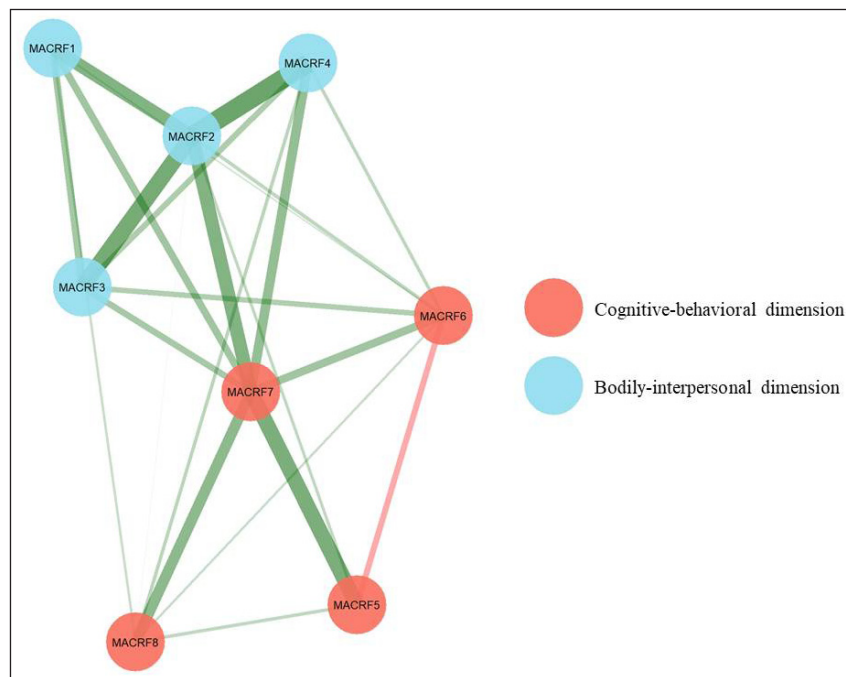 MACRF1
MACRF4
MACRF2
MACRF3
MACRF6
MACRF7
MACRF5
MACRF8
Cognitive-behavioral dimension
Bodily-interpersonal dimension